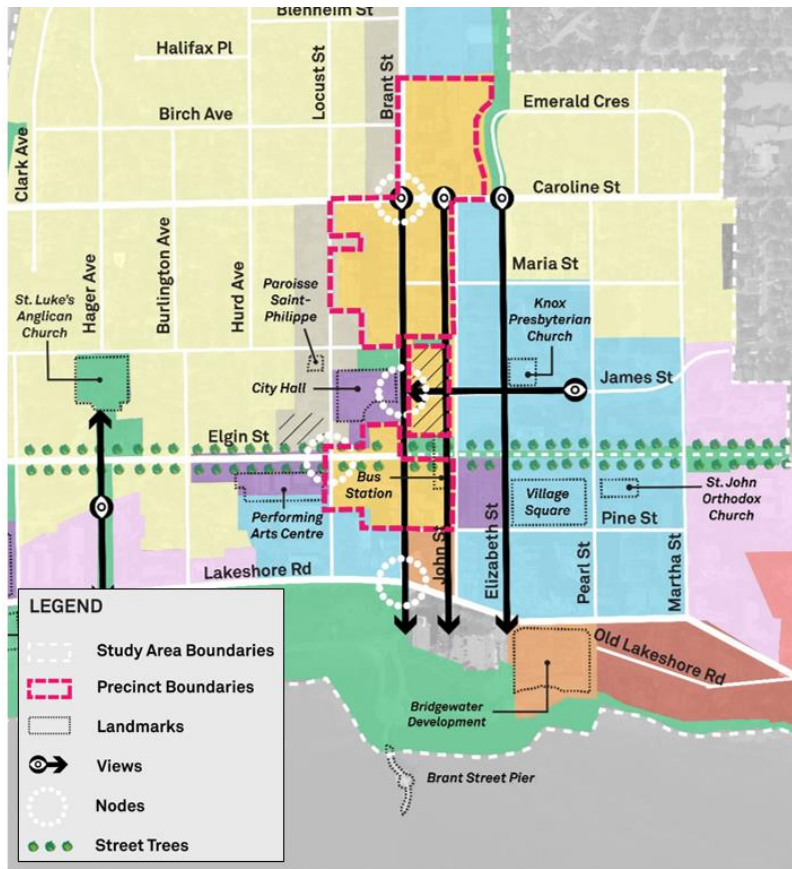 Blenheim St
Halifax Pl
Locust St
Brant St
Emerald Cres
Birch Ave
Clark Ave
Caroline St
Hager Ave
Burlington Ave
Hurd Ave
Maria St
St. Luke's
Anglican
Church
Paroisse
Saint-
Philippe
Knox
Presbyterian
Church
City Hall
James St
Elgin St
Bus
Station
Performing
Arts Centre
Village
Square
St. John
Orthodox
Church
Pine St
Lakeshore Rd
John St
Elizabeth St
Pearl St
Martha St
Old Lakeshore Rd
Bridgewater
Development
Brant Street Pier
LEGEND
Study Area Boundaries
Precinct Boundaries
Landmarks
Views
Nodes
Street Trees